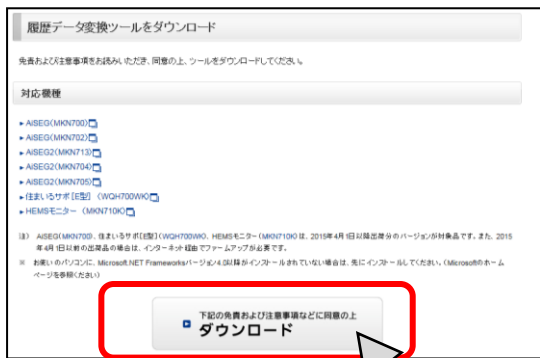 履歴データ変換ツールをダウンロード
免責および注意事項をお読みいただき、同意の上、ツールをダウンロードしてください。
対応機種
▸ AiSEG(MKN700)
▸ AiSEG(MKN702)
▸ AiSEG2(MKN713)
▸ AiSEG2(MKN704)
▸ AiSEG2(MKN705)
▸ 住まいるサポ[E型] (WQH700WK)
▸ HEMSモニター (MKN710K)
注) AiSEG(MKN700)、住まいるサポ[E型](WQH700WK)、HEMSモニター(MKN710K)は、2015年4月1日以降出荷分のバージョンが対象品です。また、2015
年4月1日以前の出荷品の場合は、インターネット経由でファームアップが必要です。
※ お使いのパソコンに、Microsoft.NET Frameworksバージョン4.0以降がインストールされていない場合は、先にインストールしてください。(Microsoftのホーム
ページを参照ください)
下記の免責および注意事項などに同意の上
ダウンロード